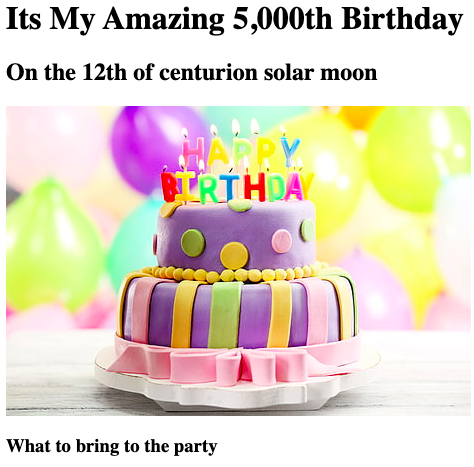 Its My Amazing 5,000th Birthday
On the 12th of centurion solar moon
HAPPY
BIRTHDAY
What to bring to the party